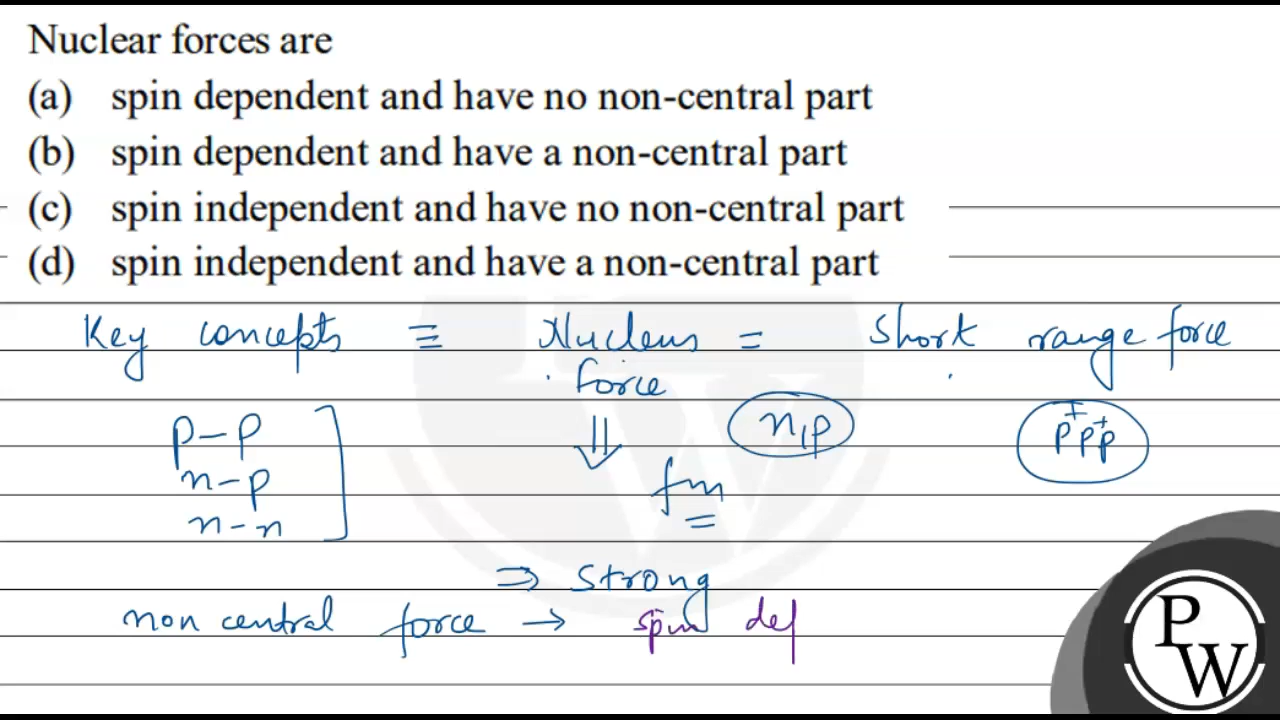 Nuclear forces are
(a) spin dependent and have no non-central part
(b) spin dependent and have a non-central part
(c) spin independent and have no non-central part
(d) spin independent and have a non-central part
Key concepts ≡ Nucleus = Short range force
force
p-p n,p p+ p+ p
n-p fm
n-n =
⇒ Strong
non central force → spin dep
P
W